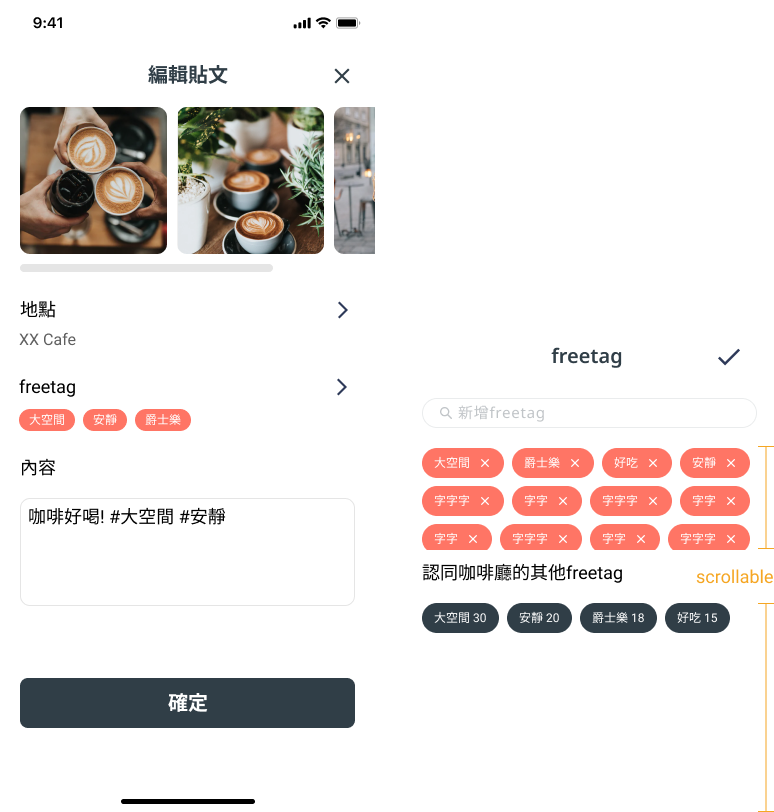 9:41
編輯貼文
地點
XX Cafe
freetag
大空間 安靜 爵士樂
內容
咖啡好喝! #大空間 #安靜
確定
freetag
新增freetag
大空間 爵士樂 好吃 安靜
字字字 字字 字字字 字字
字字 字字字 字字 字字字
認同咖啡廳的其他freetag
scrollable
大空間 30 安靜 20 爵士樂 18 好吃 15